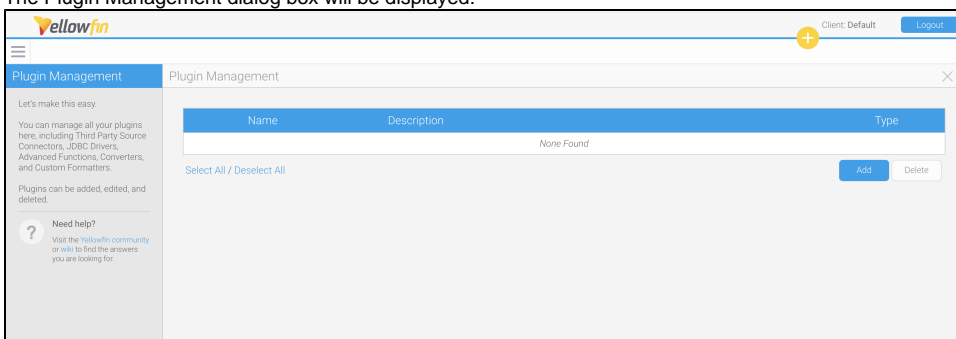 The Plugin Management dialog box will be displayed.
Yellowfin
Client: Default
Logout
Plugin Management
Plugin Management
Let's make this easy.
You can manage all your plugins
here, including Third Party Source
Connectors, JDBC Drivers,
Advanced Functions, Converters,
and Custom Formatters.
Plugins can be added, edited, and
deleted.
Need help?
Visit the Yellowfin community
or wiki to find the answers
you are looking for.
Name Description Type
None Found
Select All / Deselect All
Add Delete